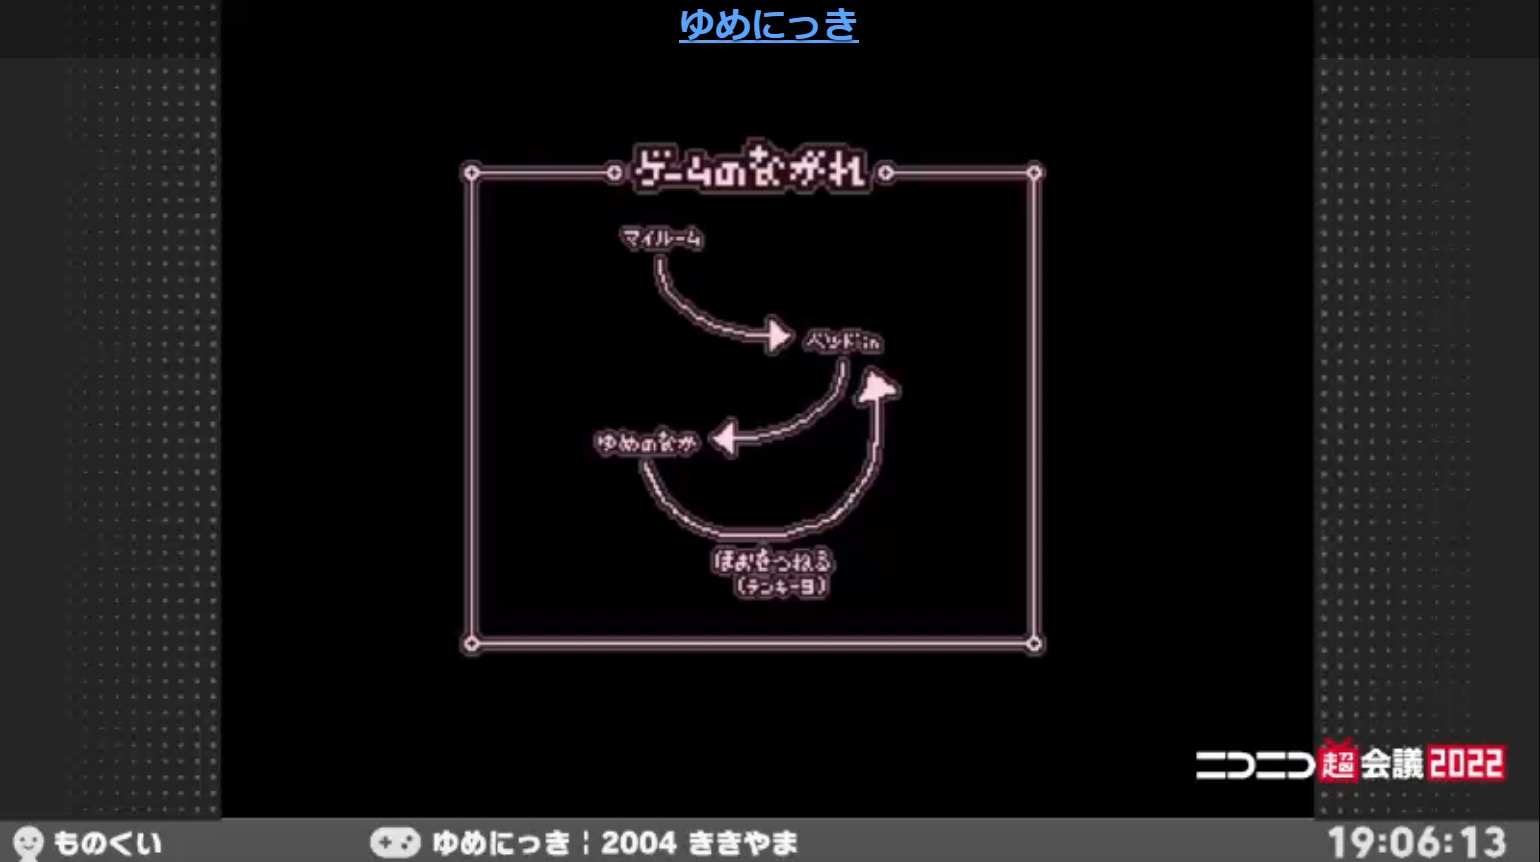 ゆめにっき
ゲームのながれ
マイルーム
ベッドin
ゆめのなか
ほおをつねる
(テンキー9)
ニコニコ超会議2022
ものくい
ゆめにっき ¦ 2004 ききやま
19:06:13